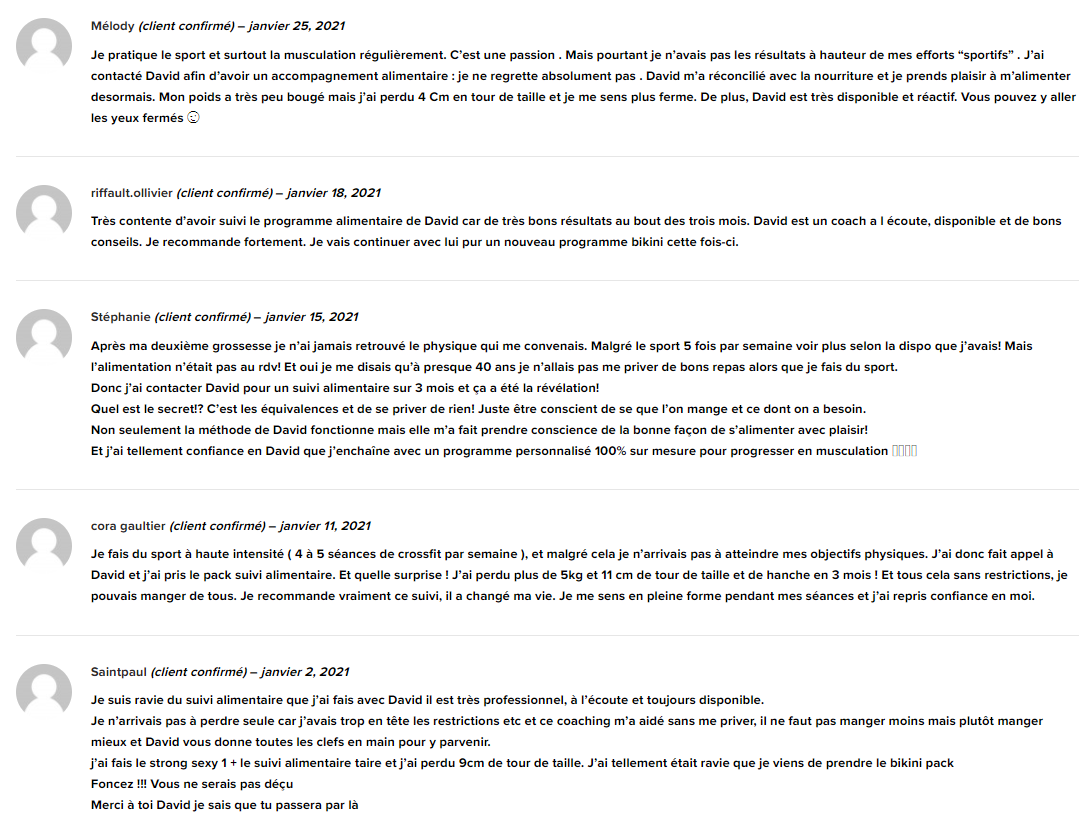 Mélody (client confirmé) – janvier 25, 2021
Je pratique le sport et surtout la musculation régulièrement. C’est une passion . Mais pourtant je n’avais pas les résultats à hauteur de mes efforts “sportifs” . J’ai
contacté David afin d’avoir un accompagnement alimentaire : je ne regrette absolument pas . David m’a réconcilié avec la nourriture et je prends plaisir à m’alimenter
desormais. Mon poids a très peu bougé mais j’ai perdu 4 Cm en tour de taille et je me sens plus ferme. De plus, David est très disponible et réactif. Vous pouvez y aller
les yeux fermés 😉
riffault.ollivier (client confirmé) – janvier 18, 2021
Très contente d’avoir suivi le programme alimentaire de David car de très bons résultats au bout des trois mois. David est un coach a l écoute, disponible et de bons
conseils. Je recommande fortement. Je vais continuer avec lui pur un nouveau programme bikini cette fois-ci.
Stéphanie (client confirmé) – janvier 15, 2021
Après ma deuxième grossesse je n’ai jamais retrouvé le physique qui me convenais. Malgré le sport 5 fois par semaine voir plus selon la dispo que j’avais! Mais
l’alimentation n’était pas au rdv! Et oui je me disais qu’à presque 40 ans je n’allais pas me priver de bons repas alors que je fais du sport.
Donc j’ai contacter David pour un suivi alimentaire sur 3 mois et ça a été la révélation!
Quel est le secret!? C’est les équivalences et de se priver de rien! Juste être conscient de se que l’on mange et ce dont on a besoin.
Non seulement la méthode de David fonctionne mais elle m’a fait prendre conscience de la bonne façon de s’alimenter avec plaisir!
Et j’ai tellement confiance en David que j’enchaîne avec un programme personnalisé 100% sur mesure pour progresser en musculation
cora gaultier (client confirmé) – janvier 11, 2021
Je fais du sport à haute intensité ( 4 à 5 séances de crossfit par semaine ), et malgré cela je n’arrivais pas à atteindre mes objectifs physiques. J’ai donc fait appel à
David et j’ai pris le pack suivi alimentaire. Et quelle surprise ! J’ai perdu plus de 5kg et 11 cm de tour de taille et de hanche en 3 mois ! Et tous cela sans restrictions, je
pouvais manger de tous. Je recommande vraiment ce suivi, il a changé ma vie. Je me sens en pleine forme pendant mes séances et j’ai repris confiance en moi.
Saintpaul (client confirmé) – janvier 2, 2021
Je suis ravie du suivi alimentaire que j’ai fais avec David il est très professionnel, à l’écoute et toujours disponible.
Je n’arrivais pas à perdre seule car j’avais trop en tête les restrictions etc et ce coaching m’a aidé sans me priver, il ne faut pas manger moins mais plutôt manger
mieux et David vous donne toutes les clefs en main pour y parvenir.
j’ai fais le strong sexy 1 + le suivi alimentaire taire et j’ai perdu 9cm de tour de taille. J’ai tellement était ravie que je viens de prendre le bikini pack
Foncez !!! Vous ne serais pas déçu
Merci à toi David je sais que tu passera par là